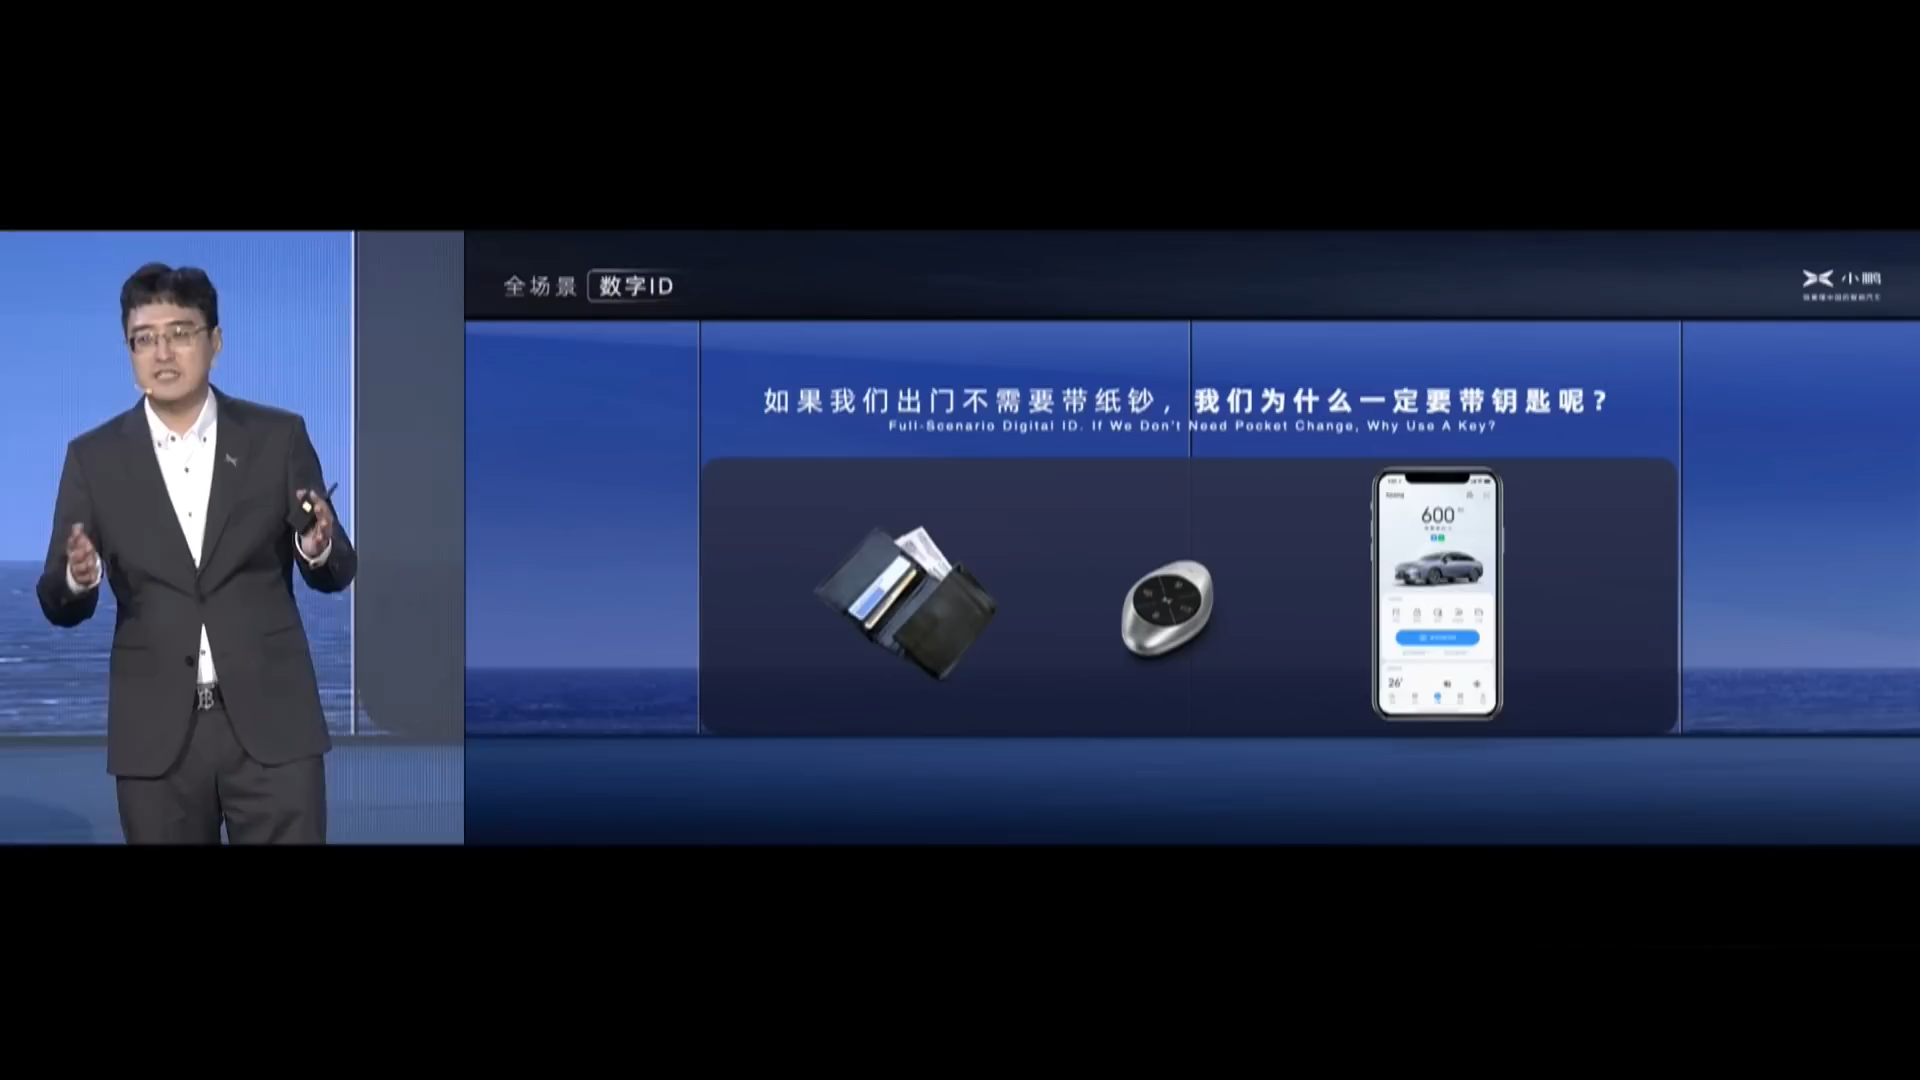 全场景 数字ID
小鹏
如果我们出门不需要带纸钞，我们为什么一定要带钥匙呢？
Full-Scenario Digital ID. If We Don't Need Pocket Change, Why Use A Key?
600
26°